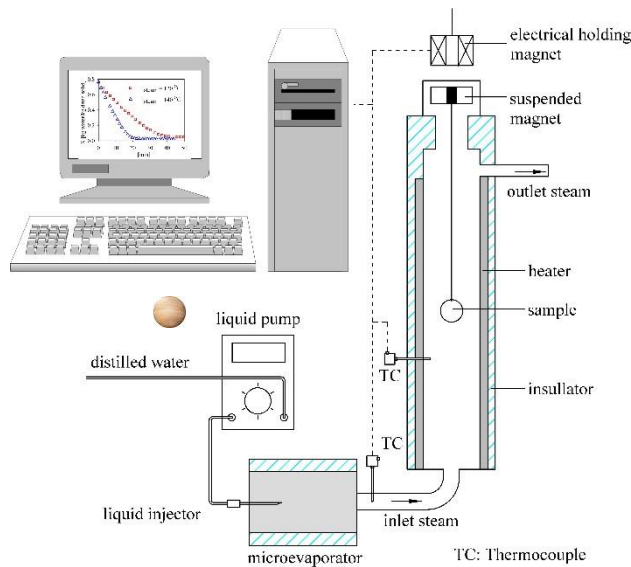 electrical holding
magnet
suspended
magnet
outlet steam
heater
sample
liquid pump
distilled water
TC
insullator
TC
liquid injector
inlet steam
microevaporator
TC: Thermocouple